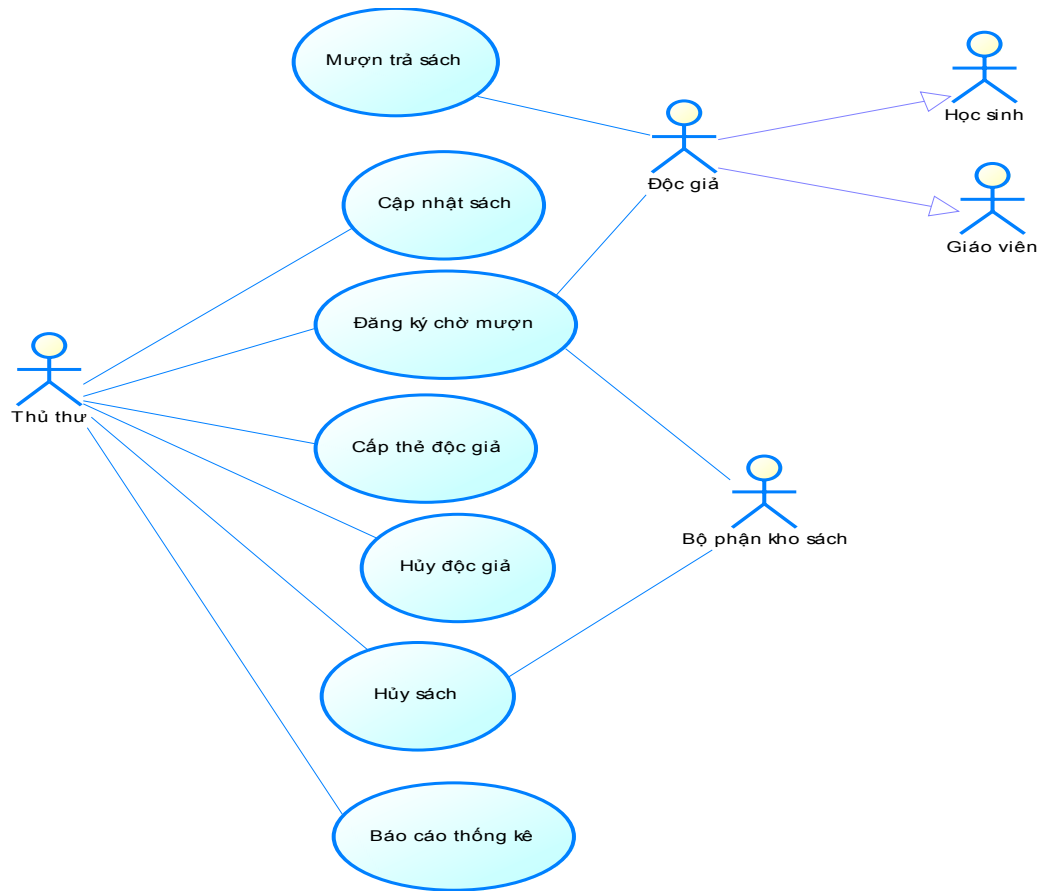 Mượn trả sách
Học sinh
Độc giả
Cập nhật sách
Giáo viên
Đăng ký chờ mượn
Thủ thư
Cấp thẻ độc giả
Bộ phận kho sách
Hủy độc giả
Hủy sách
Báo cáo thống kê